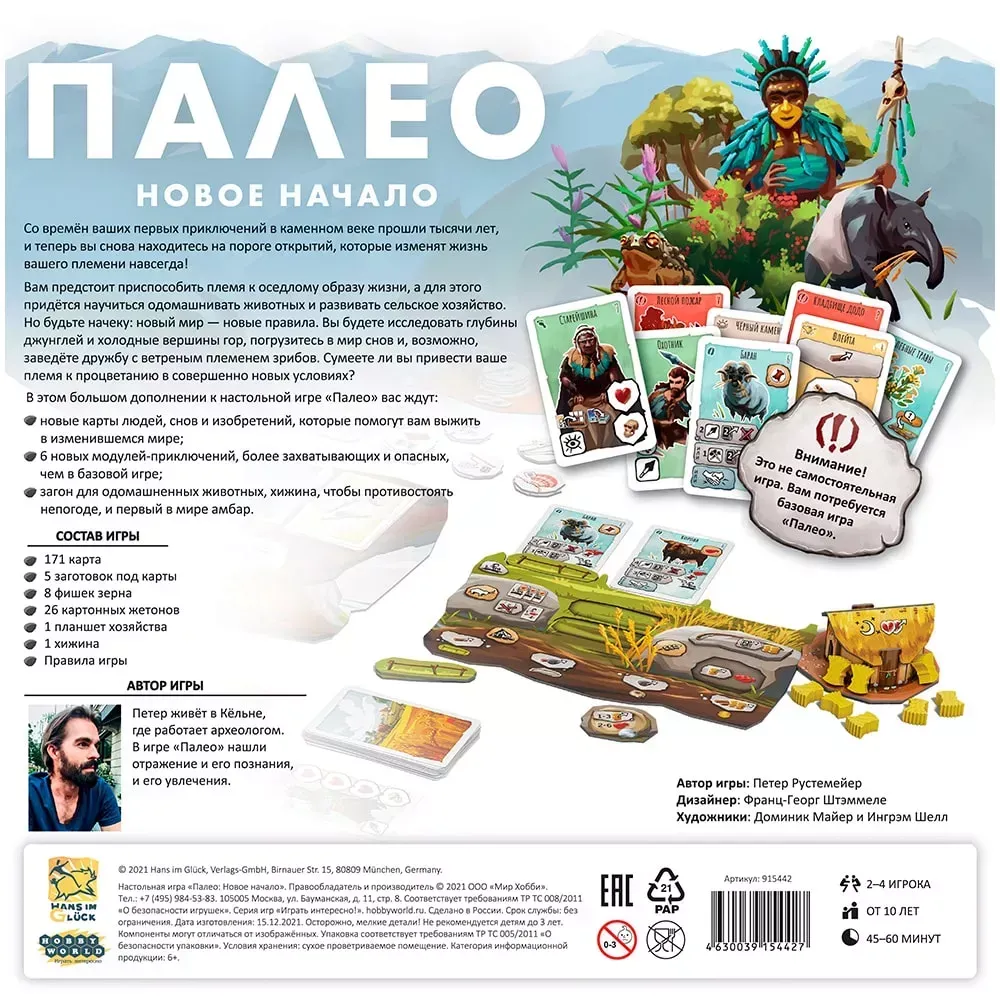 ПАЛЕО
НОВОЕ НАЧАЛО
Со времён ваших первых приключений в каменном веке прошли тысячи лет,
и теперь вы снова находитесь на пороге открытий, которые изменят жизнь
вашего племени навсегда!
Вам предстоит приспособить племя к оседлому образу жизни, а для этого
придётся научиться одомашнивать животных и развивать сельское хозяйство.
Но будьте начеку: новый мир — новые правила. Вы будете исследовать глубины
джунглей и холодные вершины гор, погрузитесь в мир снов и, возможно,
заведёте дружбу с ветреным племенем зрибов. Сумеете ли вы привести ваше
племя к процветанию в совершенно новых условиях?
В этом большом дополнении к настольной игре «Палео» вас ждут:
новые карты людей, снов и изобретений, которые помогут вам выжить
в изменившемся мире;
6 новых модулей-приключений, более захватывающих и опасных,
чем в базовой игре;
загон для одомашненных животных, хижина, чтобы противостоять
непогоде, и первый в мире амбар.
СОСТАВ ИГРЫ
171 карта
5 заготовок под карты
8 фишек зерна
26 картонных жетонов
1 планшет хозяйства
1 хижина
Правила игры
АВТОР ИГРЫ
Петер живёт в Кёльне,
где работает археологом.
В игре «Палео» нашли
отражение и его познания,
и его увлечения.
Старейшина
Лесной пожар
Охотник
Чёрный камен
Баран
Кладбище додо
Флейта
ебные травы
Внимание!
Это не самостоятельная
игра. Вам потребуется
базовая игра
«Палео».
Баран
Корова
Автор игры: Петер Рустемейер
Дизайнер: Франц-Георг Штэммеле
Художники: Доминик Майер и Ингрэм Шелл
HANS IM
GLÜCK
HOBBY
WORLD
Играть интересно
© 2021 Hans im Glück, Verlags-GmbH, Birnauer Str. 15, 80809 München, Germany.
Настольная игра «Палео: Новое начало». Правообладатель и производитель © 2021 ООО «Мир Хобби».
Тел.: +7 (495) 984-53-83. 105005 Москва, ул. Бауманская, д. 11, стр. 8. Соответствует требованиям ТР ТС 008/2011
«О безопасности игрушек». Серия игр «Играть интересно!». hobbyworld.ru. Сделано в России. Срок службы: без
ограничения. Дата изготовления: 15.12.2021. Осторожно, мелкие детали! Не рекомендуется детям до 3 лет.
Компоненты могут отличаться от изображённых. Упаковка соответствует требованиям ТР ТС 005/2011 «О
безопасности упаковки». Условия хранения: сухое проветриваемое помещение. Категория информационной
продукции: 6+.
EAC
21
PAP
0-3
Артикул: 915442
4 630039 154427
2–4 ИГРОКА
ОТ 10 ЛЕТ
45–60 МИНУТ